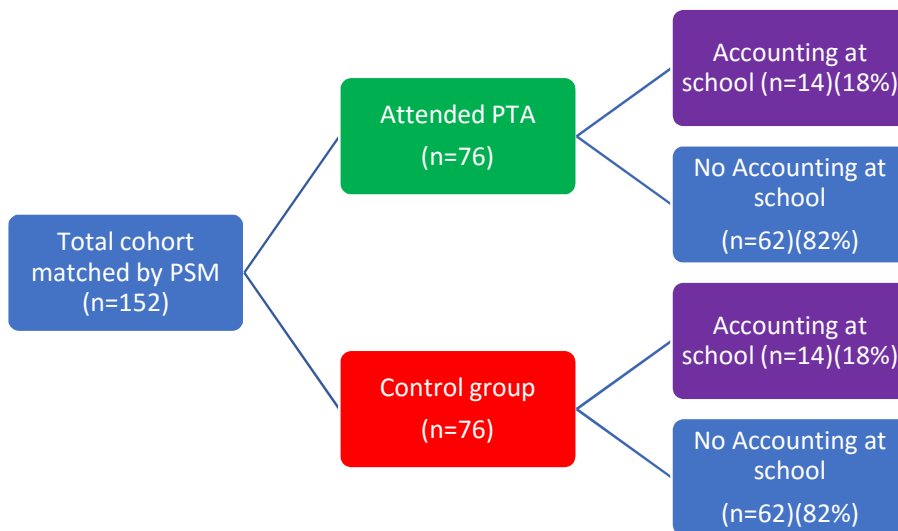 Total cohort
matched by PSM
(n=152)
Attended PTA
(n=76)
Accounting at
school (n=14)(18%)
No Accounting at
school
(n=62)(82%)
Control group
(n=76)
Accounting at
school (n=14)(18%)
No Accounting at
school
(n=62)(82%)